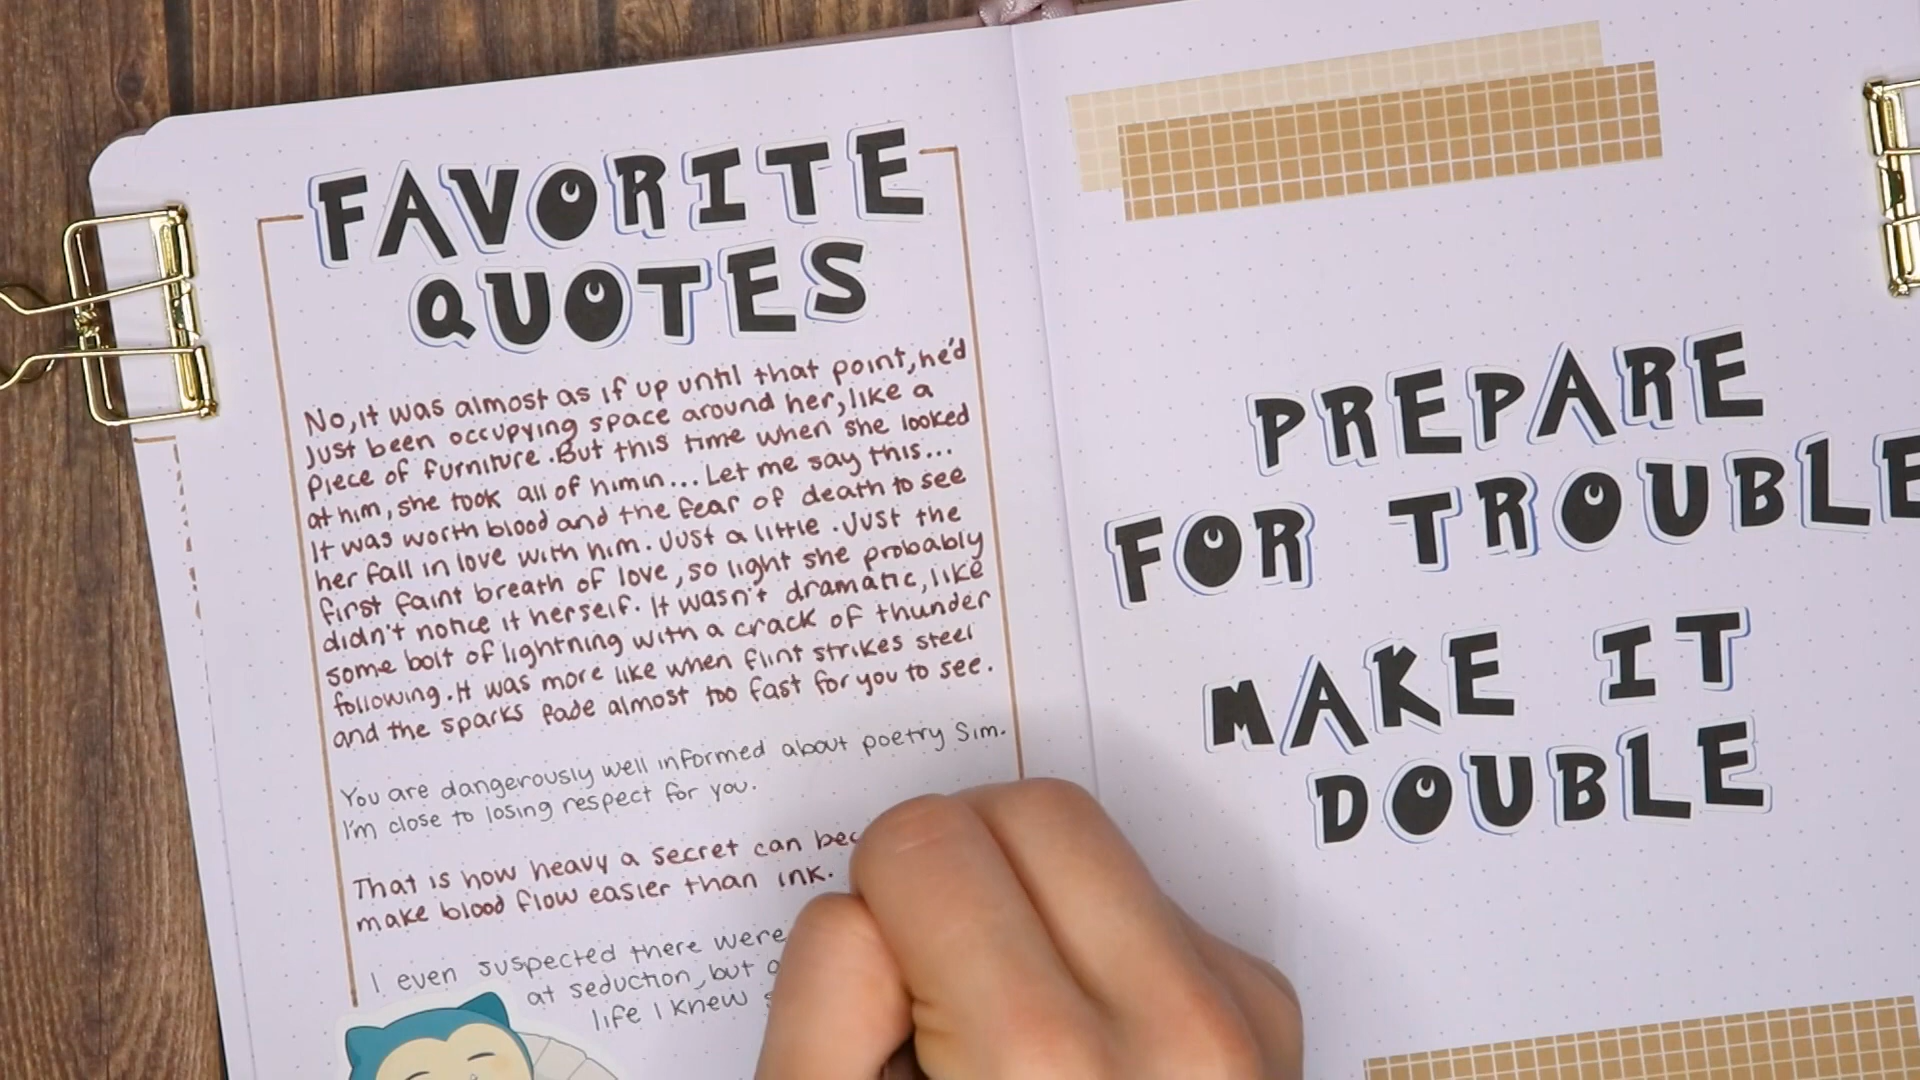 FAVORITE
QUOTES
No, it was almost as if up until that point, he'd
just been occupying space around her, like a
piece of furniture. But this time when she looked
at him, she took all of him in... Let me say this...
It was worth blood and the fear of death to see
her fall in love with him. Just a little. Just the
first faint breath of love, so light she probably
didn't notice it herself. It wasn't dramatic, like
some bolt of lightning with a crack of thunder
following. It was more like when flint strikes steel
and the sparks fade almost too fast for you to see.
You are dangerously well informed about poetry Sim.
I'm close to losing respect for you.
That is how heavy a secret can
make blood flow easier than ink.
I even suspected there were
at seduction, but
life I knew
PREPARE
FOR TROUBLE
MAKE IT
DOUBLE